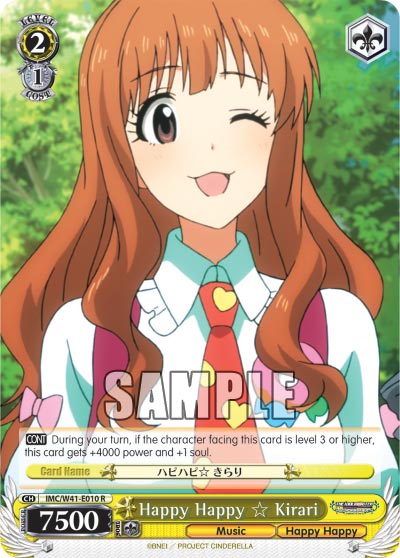 LEVEL
2
1
COST
SAMPLE
CONT During your turn, if the character facing this card is level 3 or higher,
this card gets +4000 power and +1 soul.
Card Name
ハピハピ☆ きらり
CH IMC/W41-E010 R
7500
Happy Happy ☆ Kirari
Music
Happy Happy
©BNEI / PROJECT CINDERELLA